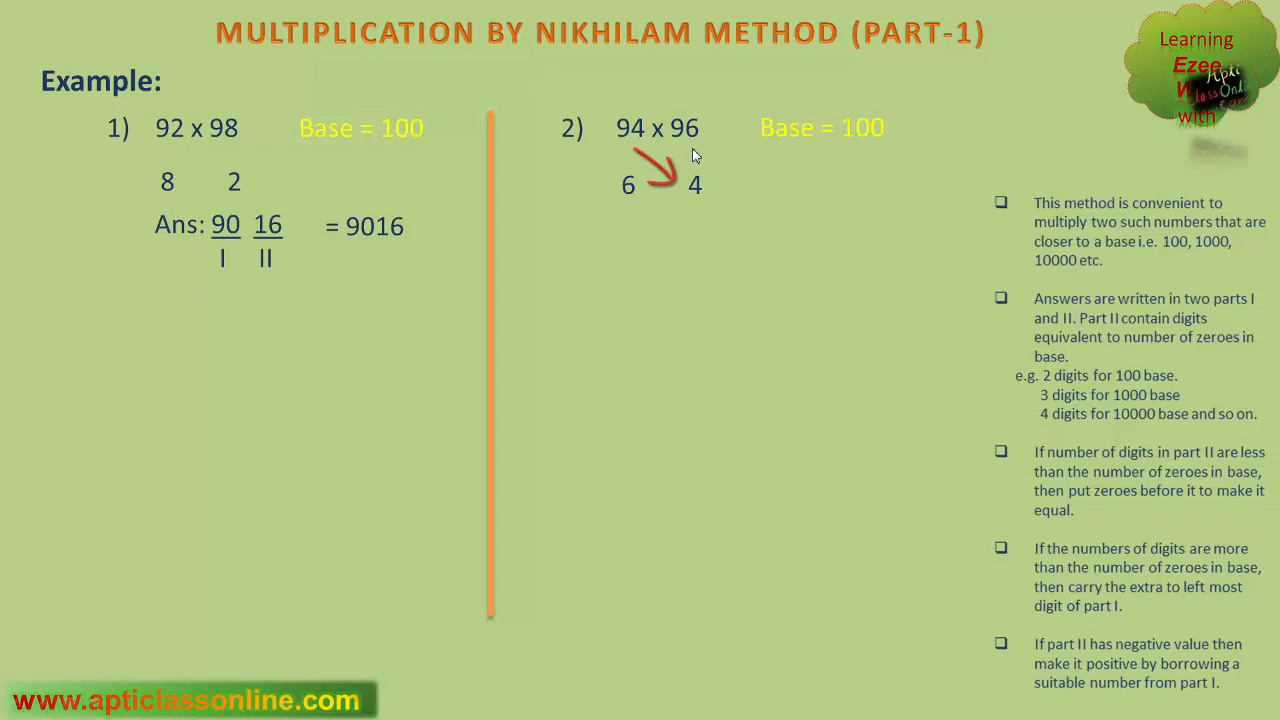 MULTIPLICATION BY NIKHILAM METHOD (PART-1)
Learning
Ezee
with
Apti
ClassOnline
Example:
1) 92 x 98 Base = 100
8 2
Ans: 90 16 = 9016
I II
2) 94 x 96 Base = 100
6 4
This method is convenient to
multiply two such numbers that are
closer to a base i.e. 100, 1000,
10000 etc.
Answers are written in two parts I
and II. Part II contain digits
equivalent to number of zeroes in
base.
e.g. 2 digits for 100 base.
3 digits for 1000 base
4 digits for 10000 base and so on.
If number of digits in part II are less
than the number of zeroes in base,
then put zeroes before it to make it
equal.
If the numbers of digits are more
than the number of zeroes in base,
then carry the extra to left most
digit of part I.
If part II has negative value then
make it positive by borrowing a
suitable number from part I.
www.apticlassonline.com